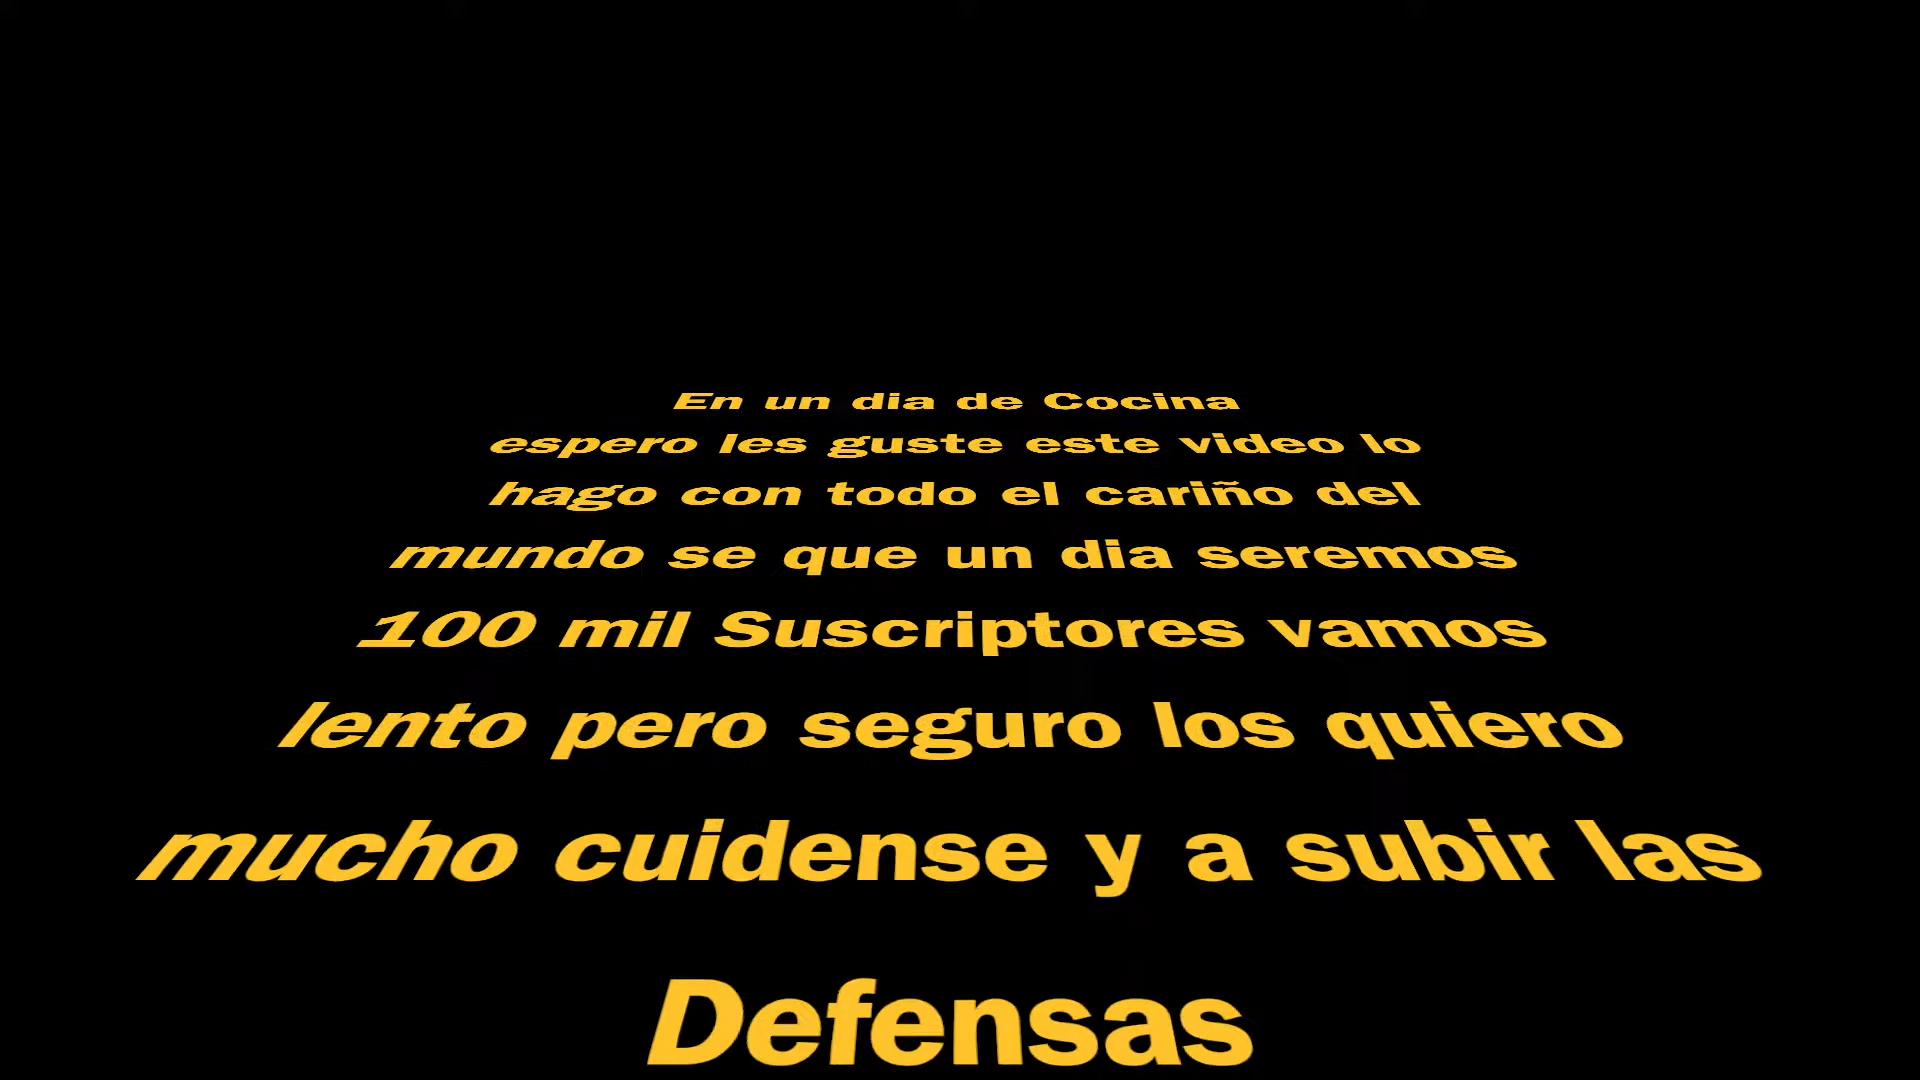 En un dia de Cocina
espero les guste este video lo
hago con todo el cariño del
mundo se que un dia seremos
100 mil Suscriptores vamos
lento pero seguro los quiero
mucho cuidense y a subir las
Defensas